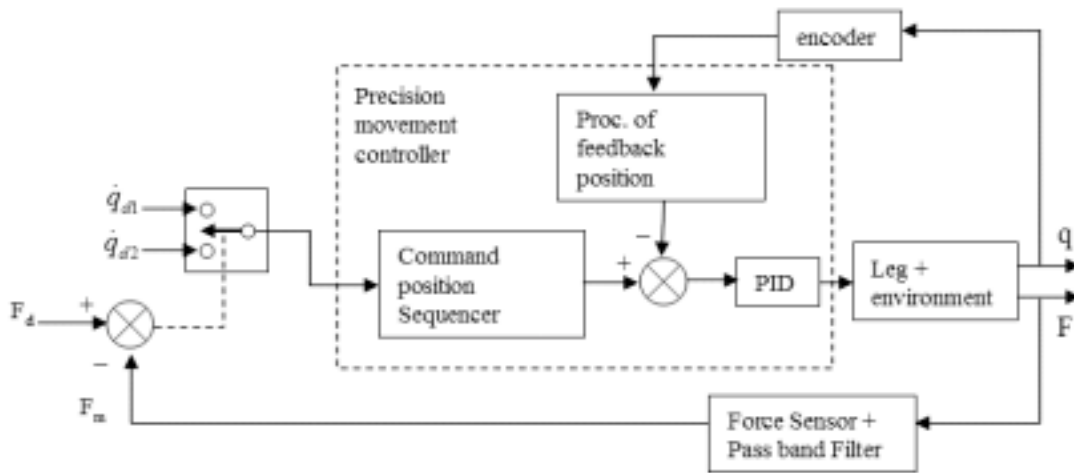 encoder
Precision
movement
controller
Proc. of
feedback
position
q̇d1
q̇d2
−
Command
position
Sequencer
+
PID
Leg +
environment
q
F
Fd
+
−
Fm
Force Sensor +
Pass band Filter